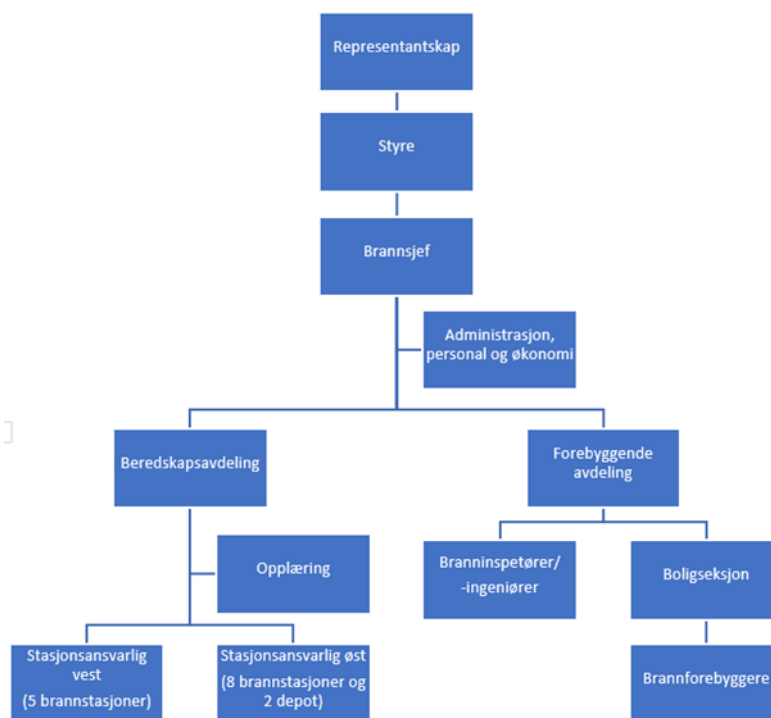 Representantskap
Styre
Brannsjef
Administrasjon,
personal og økonomi
Beredskapsavdeling
Forebyggende
avdeling
Opplæring
Branninspetører/
-ingeniører
Boligseksjon
Stasjonsansvarlig
vest
(5 brannstasjoner)
Stasjonsansvarlig øst
(8 brannstasjoner og
2 depot)
Brannforebyggere